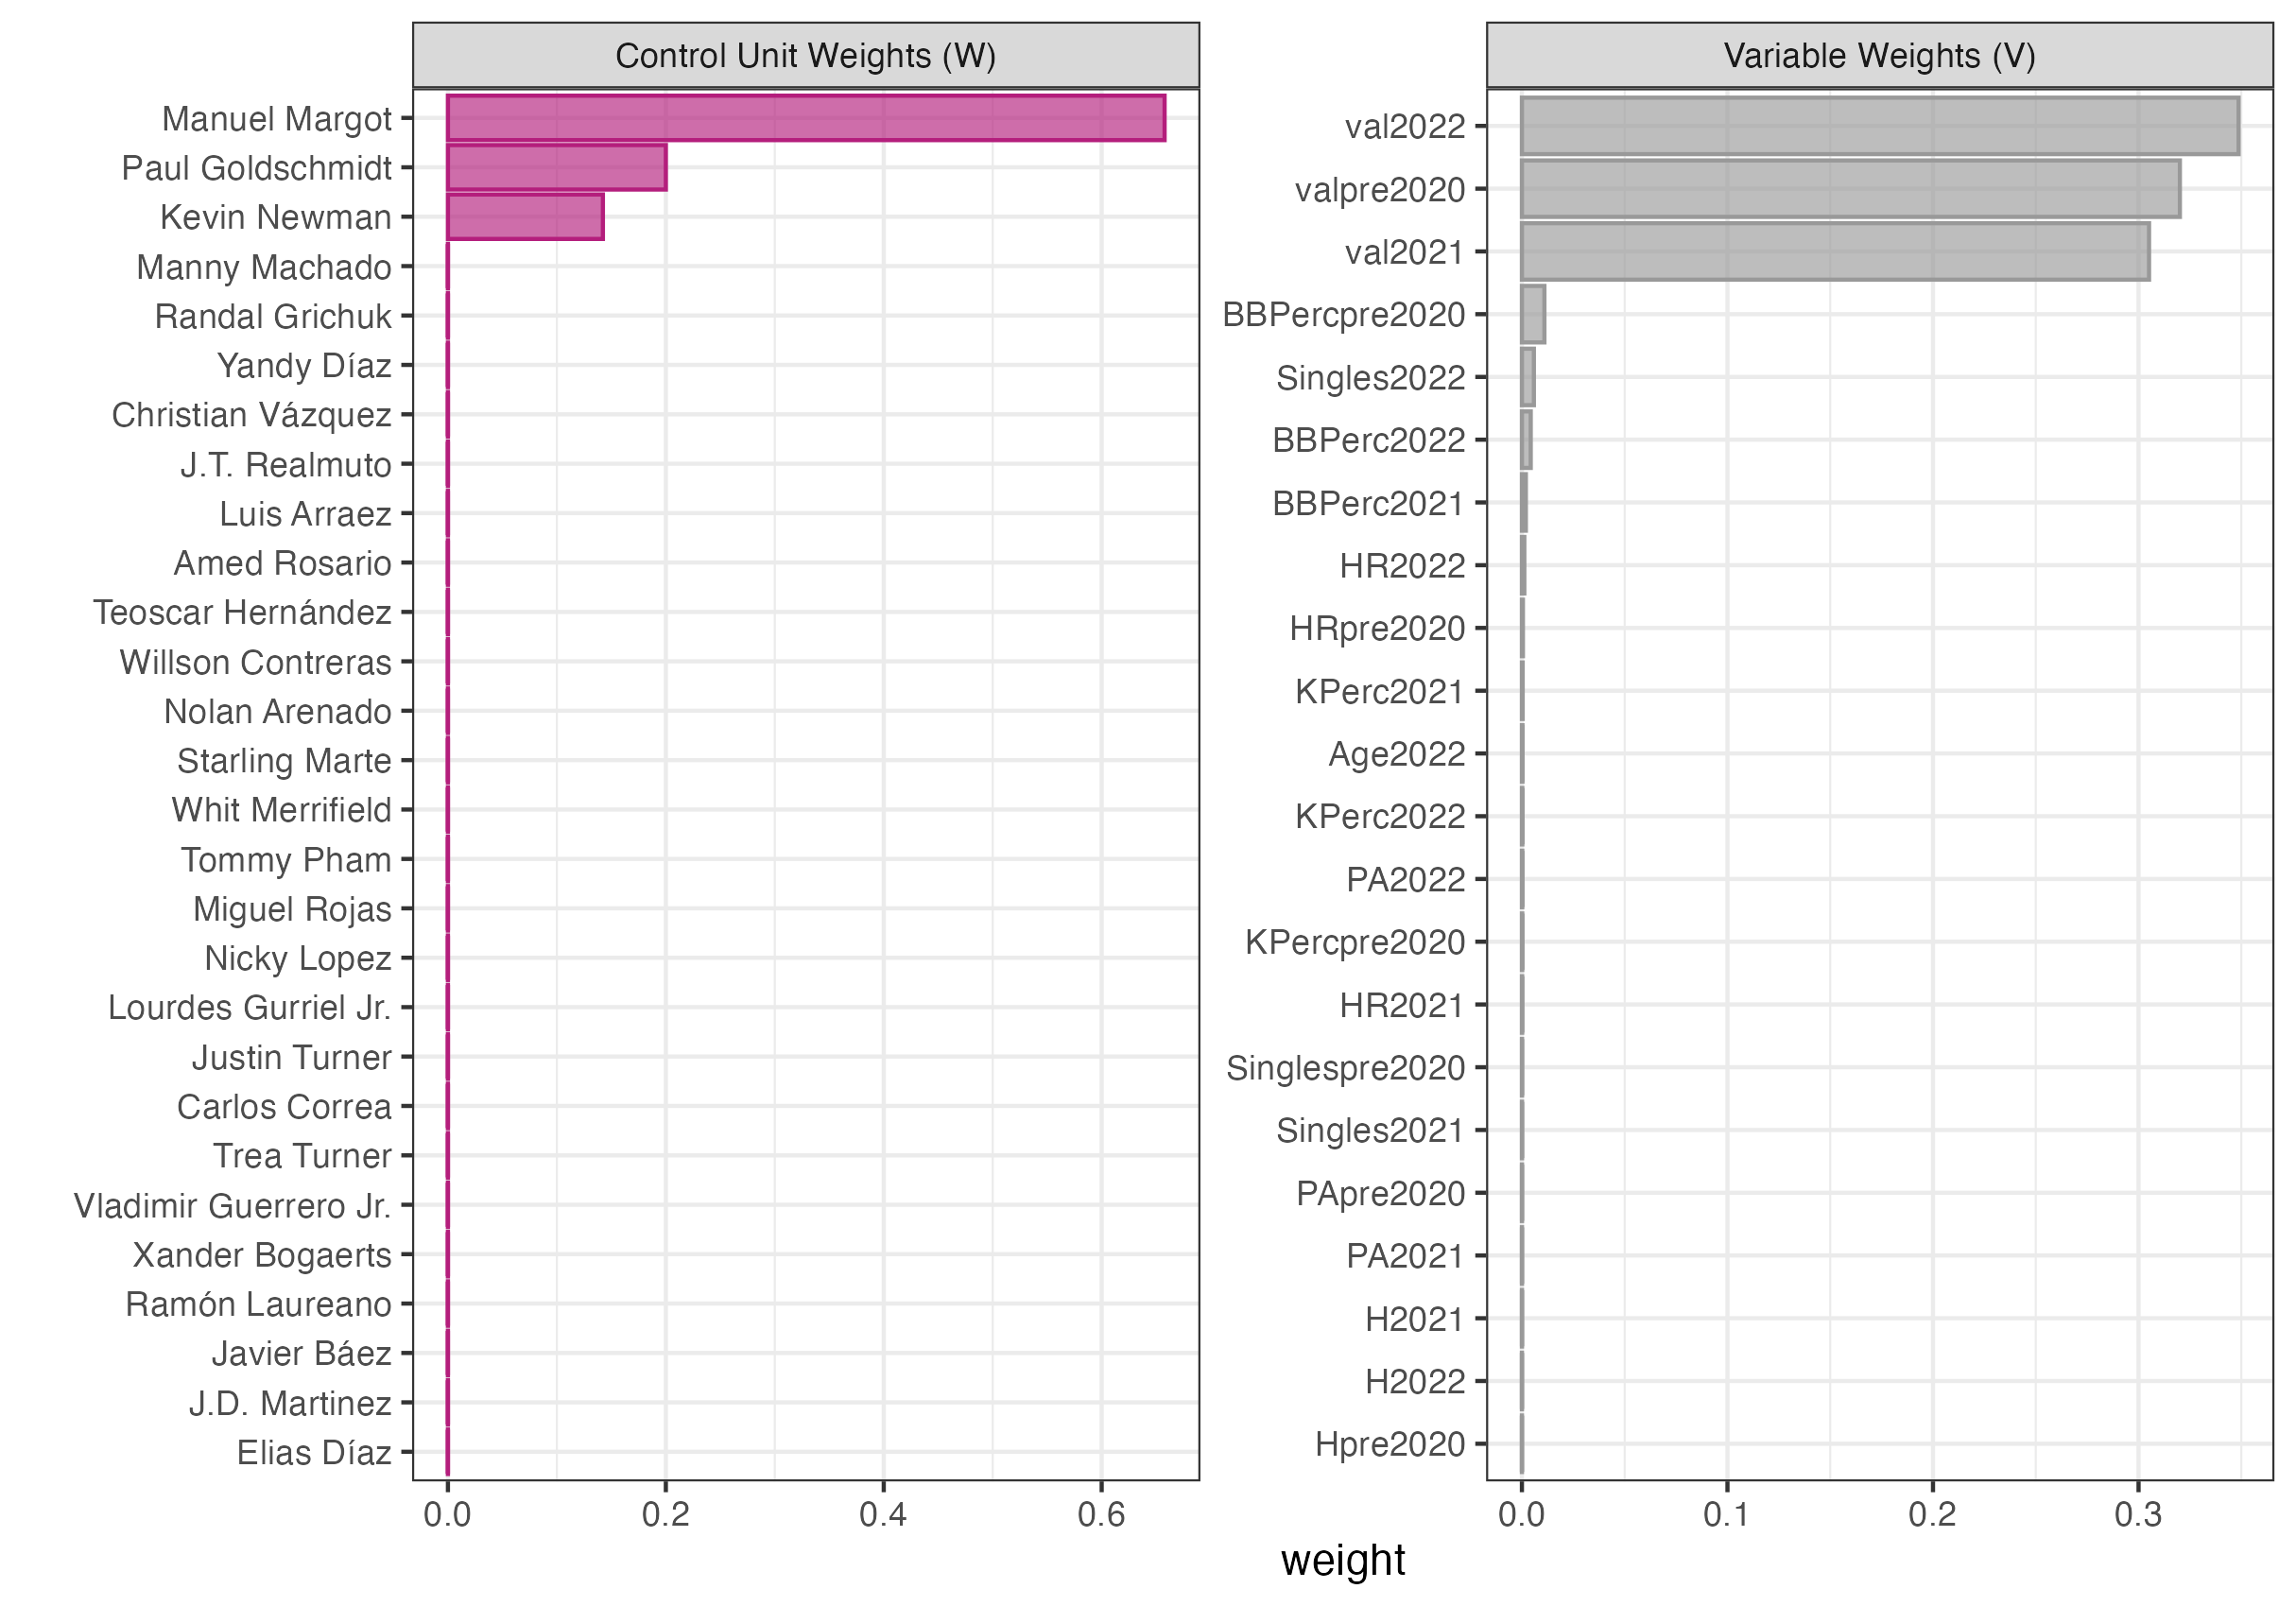 Control Unit Weights (W)
Manuel Margot
Paul Goldschmidt
Kevin Newman
Manny Machado
Randal Grichuk
Yandy Díaz
Christian Vázquez
J.T. Realmuto
Luis Arraez
Amed Rosario
Teoscar Hernández
Willson Contreras
Nolan Arenado
Starling Marte
Whit Merrifield
Tommy Pham
Miguel Rojas
Nicky Lopez
Lourdes Gurriel Jr.
Justin Turner
Carlos Correa
Trea Turner
Vladimir Guerrero Jr.
Xander Bogaerts
Ramón Laureano
Javier Báez
J.D. Martinez
Elias Díaz
0.0 0.2 0.4 0.6
Variable Weights (V)
val2022
valpre2020
val2021
BBPercpre2020
Singles2022
BBPerc2022
BBPerc2021
HR2022
HRpre2020
KPerc2021
Age2022
KPerc2022
PA2022
KPercpre2020
HR2021
Singlespre2020
Singles2021
PApre2020
PA2021
H2021
H2022
Hpre2020
0.0 0.1 0.2 0.3
weight